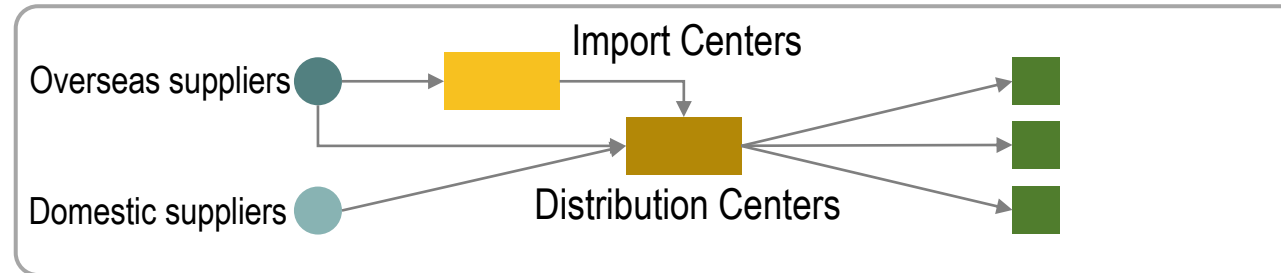 Import Centers
Overseas suppliers
Distribution Centers
Domestic suppliers